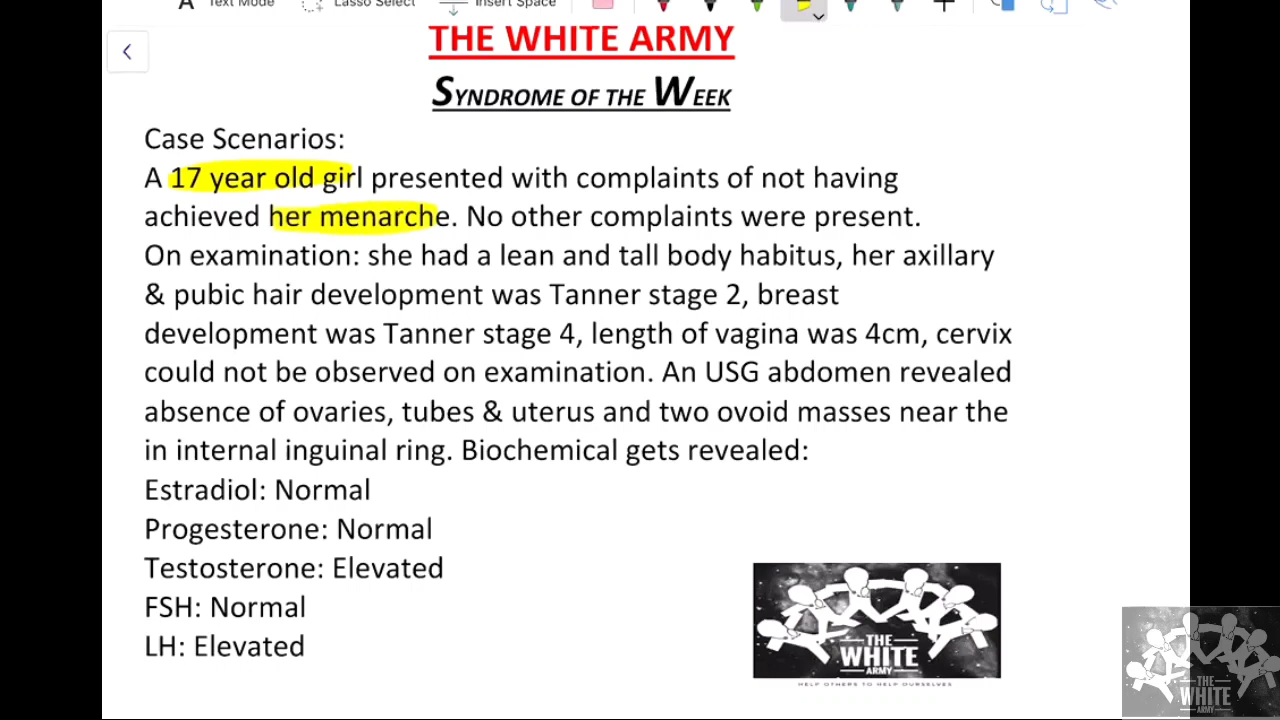 Text Mode
Lasso Select
Insert Space
THE WHITE ARMY
SYNDROME OF THE WEEK
Case Scenarios:
A 17 year old girl presented with complaints of not having
achieved her menarche. No other complaints were present.
On examination: she had a lean and tall body habitus, her axillary
& pubic hair development was Tanner stage 2, breast
development was Tanner stage 4, length of vagina was 4cm, cervix
could not be observed on examination. An USG abdomen revealed
absence of ovaries, tubes & uterus and two ovoid masses near the
in internal inguinal ring. Biochemical gets revealed:
Estradiol: Normal
Progesterone: Normal
Testosterone: Elevated
FSH: Normal
LH: Elevated
THE
WHITE
ARMY
HELP OTHERS TO HELP OURSELVES
THE
WHITE
ARMY